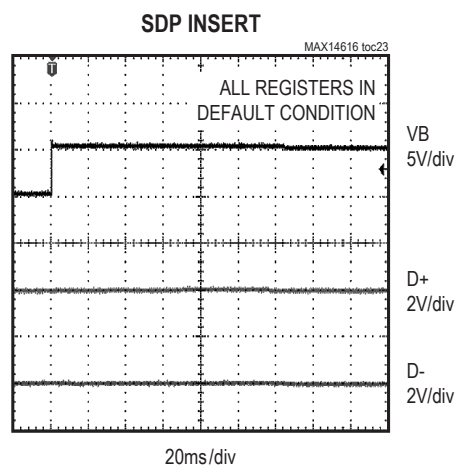 SDP INSERT
MAX14616 toc23
T
ALL REGISTERS IN
DEFAULT CONDITION
VB
5V/div
D+
2V/div
D-
2V/div
20ms/div